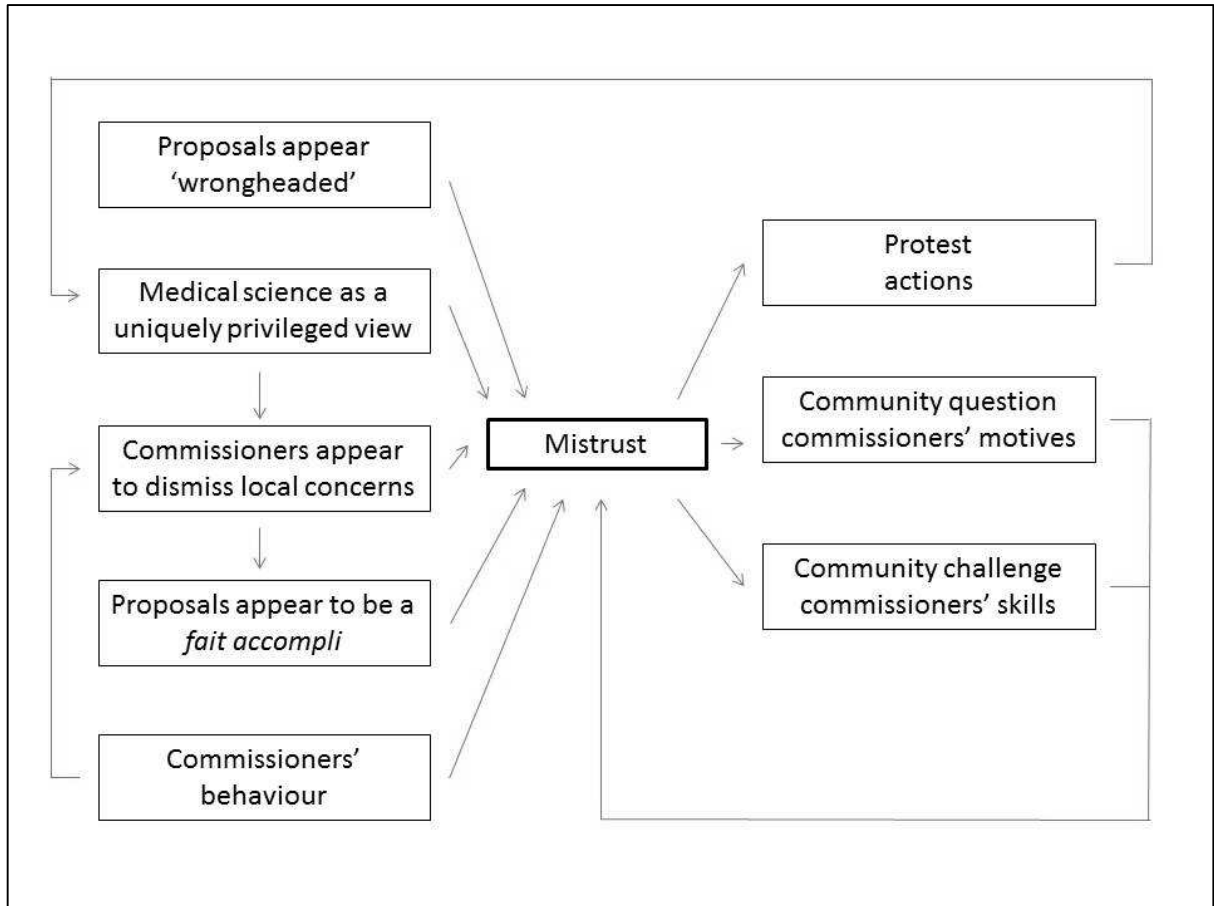 Proposals appear
‘wrongheaded’
Medical science as a
uniquely privileged view
Commissioners appear
to dismiss local concerns
Proposals appear to be a
fait accompli
Commissioners’
behaviour
Mistrust
Protest
actions
Community question
commissioners’ motives
Community challenge
commissioners’ skills